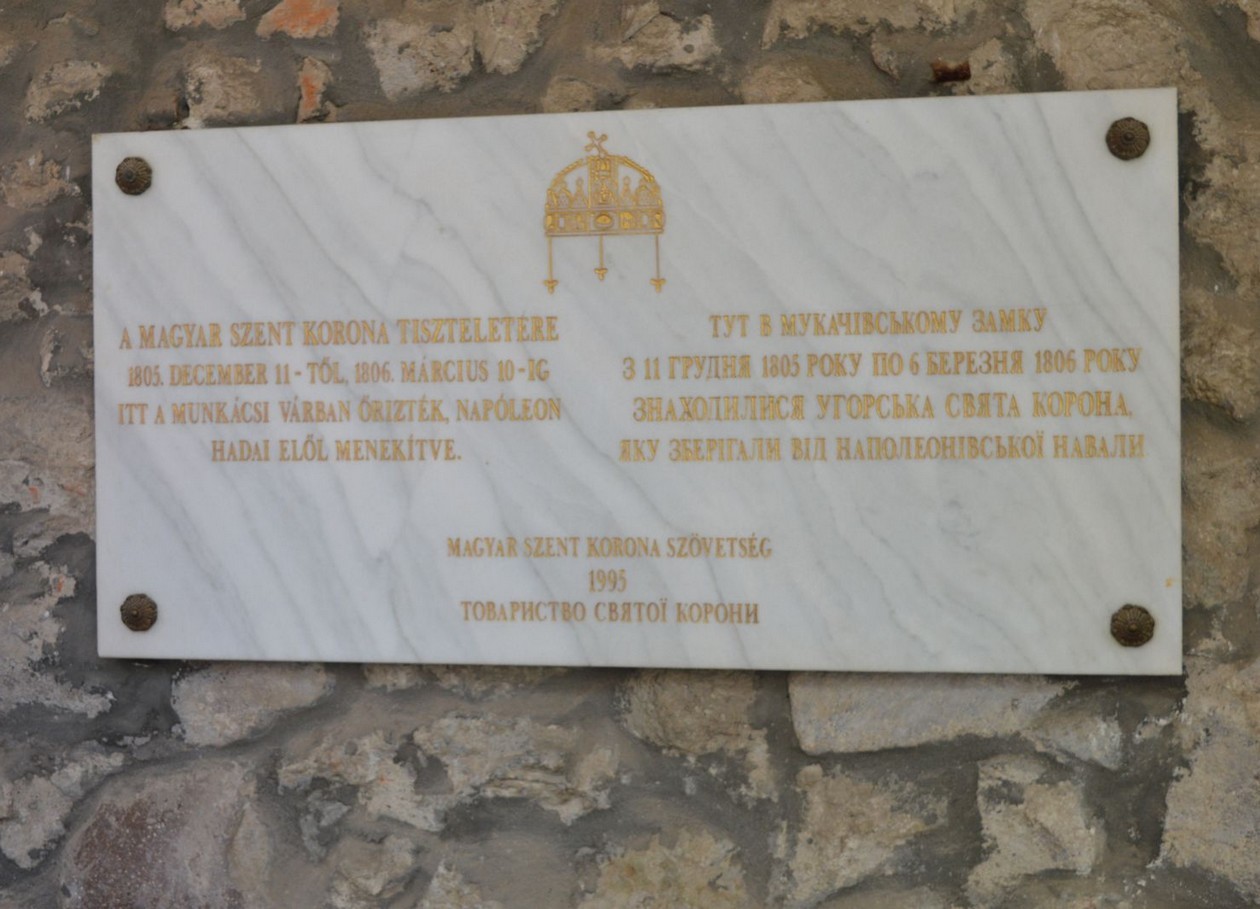 A MAGYAR SZENT KORONA TISZTELETERE
1805. DECEMBER 11-TŐL, 1806. MÁRCIUS 10-IG
ITT A MUNKÁCSI VÁRBAN ŐRIZTÉK, NAPÓLEON
HADAI ELŐL MENEKÍTVE.
ТУТ В МУКАЧІВСЬКОМУ ЗАМКУ
З 11 ГРУДНЯ 1805 РОКУ ПО 6 БЕРЕЗНЯ 1806 РОКУ
ЗНАХОДИЛИСЯ УГОРСЬКА СВЯТА КОРОНА,
ЯКУ ЗБЕРІГАЛИ ВІД НАПОЛЕОНІВСЬКОЇ НАВАЛИ
MAGYAR SZENT KORONA SZÖVETSÉG
1995
ТОВАРИСТВО СВЯТОЇ КОРОНИ